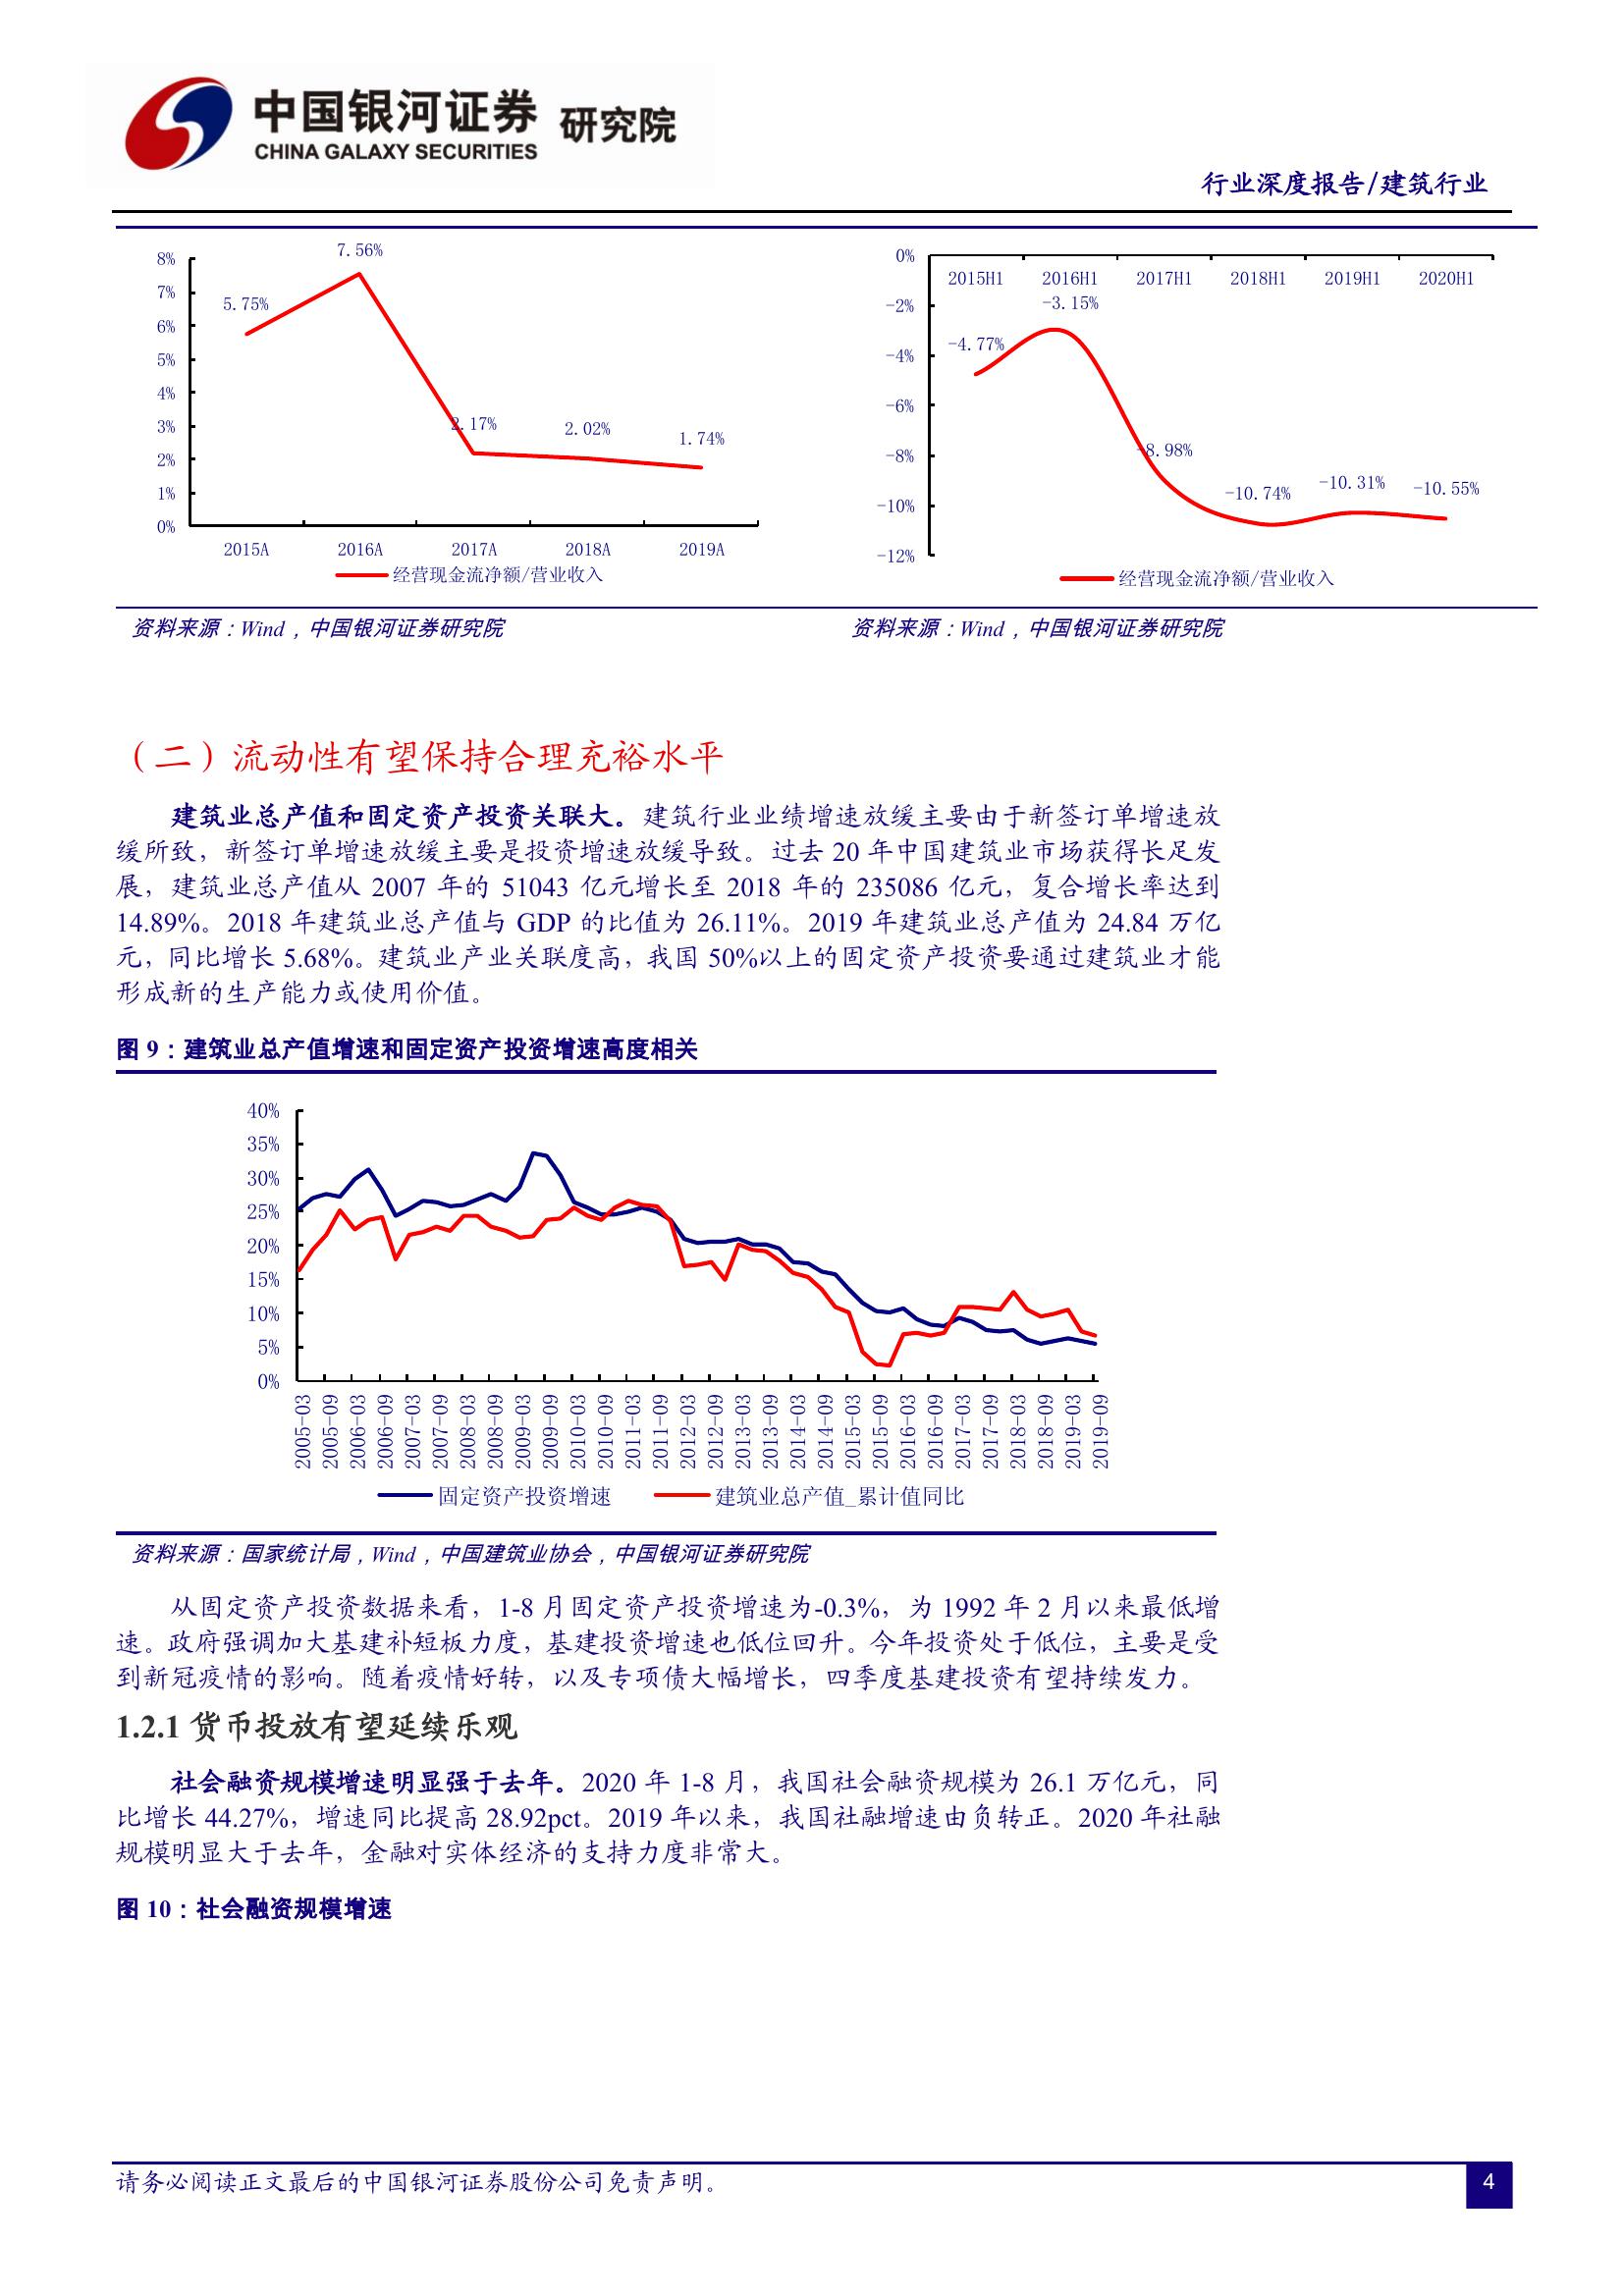 中国银河证券 研究院
CHINA GALAXY SECURITIES
行业深度报告/建筑行业
8%
7%
6%
5%
4%
3%
2%
1%
0%
5.75%
7.56%
2.17%
2.02%
1.74%
2015A 2016A 2017A 2018A 2019A
经营现金流净额/营业收入
0%
-2%
-4%
-6%
-8%
-10%
-12%
2015H1 2016H1 2017H1 2018H1 2019H1 2020H1
-4.77%
-3.15%
-8.98%
-10.74%
-10.31%
-10.55%
经营现金流净额/营业收入
资料来源：Wind，中国银河证券研究院
资料来源：Wind，中国银河证券研究院
（二）流动性有望保持合理充裕水平
建筑业总产值和固定资产投资关联大。建筑行业业绩增速放缓主要由于新签订单增速放
缓所致，新签订单增速放缓主要是投资增速放缓导致。过去 20 年中国建筑业市场获得长足发
展，建筑业总产值从 2007 年的 51043 亿元增长至 2018 年的 235086 亿元，复合增长率达到
14.89%。2018 年建筑业总产值与 GDP 的比值为 26.11%。2019 年建筑业总产值为 24.84 万亿
元，同比增长 5.68%。建筑业产业关联度高，我国 50%以上的固定资产投资要通过建筑业才能
形成新的生产能力或使用价值。
图 9：建筑业总产值增速和固定资产投资增速高度相关
40%
35%
30%
25%
20%
15%
10%
5%
0%
2005-03 2005-09 2006-03 2006-09 2007-03 2007-09 2008-03 2008-09 2009-03 2009-09 2010-03 2010-09 2011-03 2011-09 2012-03 2012-09 2013-03 2013-09 2014-03 2014-09 2015-03 2015-09 2016-03 2016-09 2017-03 2017-09 2018-03 2018-09 2019-03 2019-09
固定资产投资增速 建筑业总产值_累计值同比
资料来源：国家统计局，Wind，中国建筑业协会，中国银河证券研究院
从固定资产投资数据来看，1-8 月固定资产投资增速为-0.3%，为 1992 年 2 月以来最低增
速。政府强调加大基建补短板力度，基建投资增速也低位回升。今年投资处于低位，主要是受
到新冠疫情的影响。随着疫情好转，以及专项债大幅增长，四季度基建投资有望持续发力。
1.2.1 货币投放有望延续乐观
社会融资规模增速明显强于去年。2020 年 1-8 月，我国社会融资规模为 26.1 万亿元，同
比增长 44.27%，增速同比提高 28.92pct。2019 年以来，我国社融增速由负转正。2020 年社融
规模明显大于去年，金融对实体经济的支持力度非常大。
图 10：社会融资规模增速
请务必阅读正文最后的中国银河证券股份公司免责声明。
4